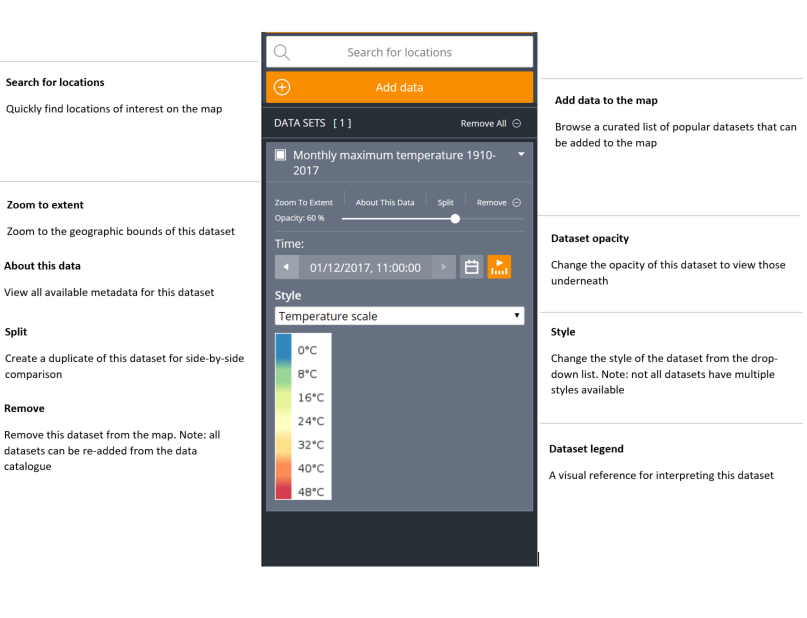 Search for locations
Quickly find locations of interest on the map
Zoom to extent
Zoom to the geographic bounds of this dataset
About this data
View all available metadata for this dataset
Split
Create a duplicate of this dataset for side-by-side
comparison
Remove
Remove this dataset from the map. Note: all
datasets can be re-added from the data
catalogue
Search for locations
Add data
DATA SETS [ 1 ]
Remove All
Monthly maximum temperature 1910-
2017
Zoom To Extent
About This Data
Split
Remove
Opacity: 60 %
Time:
01/12/2017, 11:00:00
Style
Temperature scale
0°C
8°C
16°C
24°C
32°C
40°C
48°C
Add data to the map
Browse a curated list of popular datasets that can
be added to the map
Dataset opacity
Change the opacity of this dataset to view those
underneath
Style
Change the style of the dataset from the drop-
down list. Note: not all datasets have multiple
styles available
Dataset legend
A visual reference for interpreting this dataset